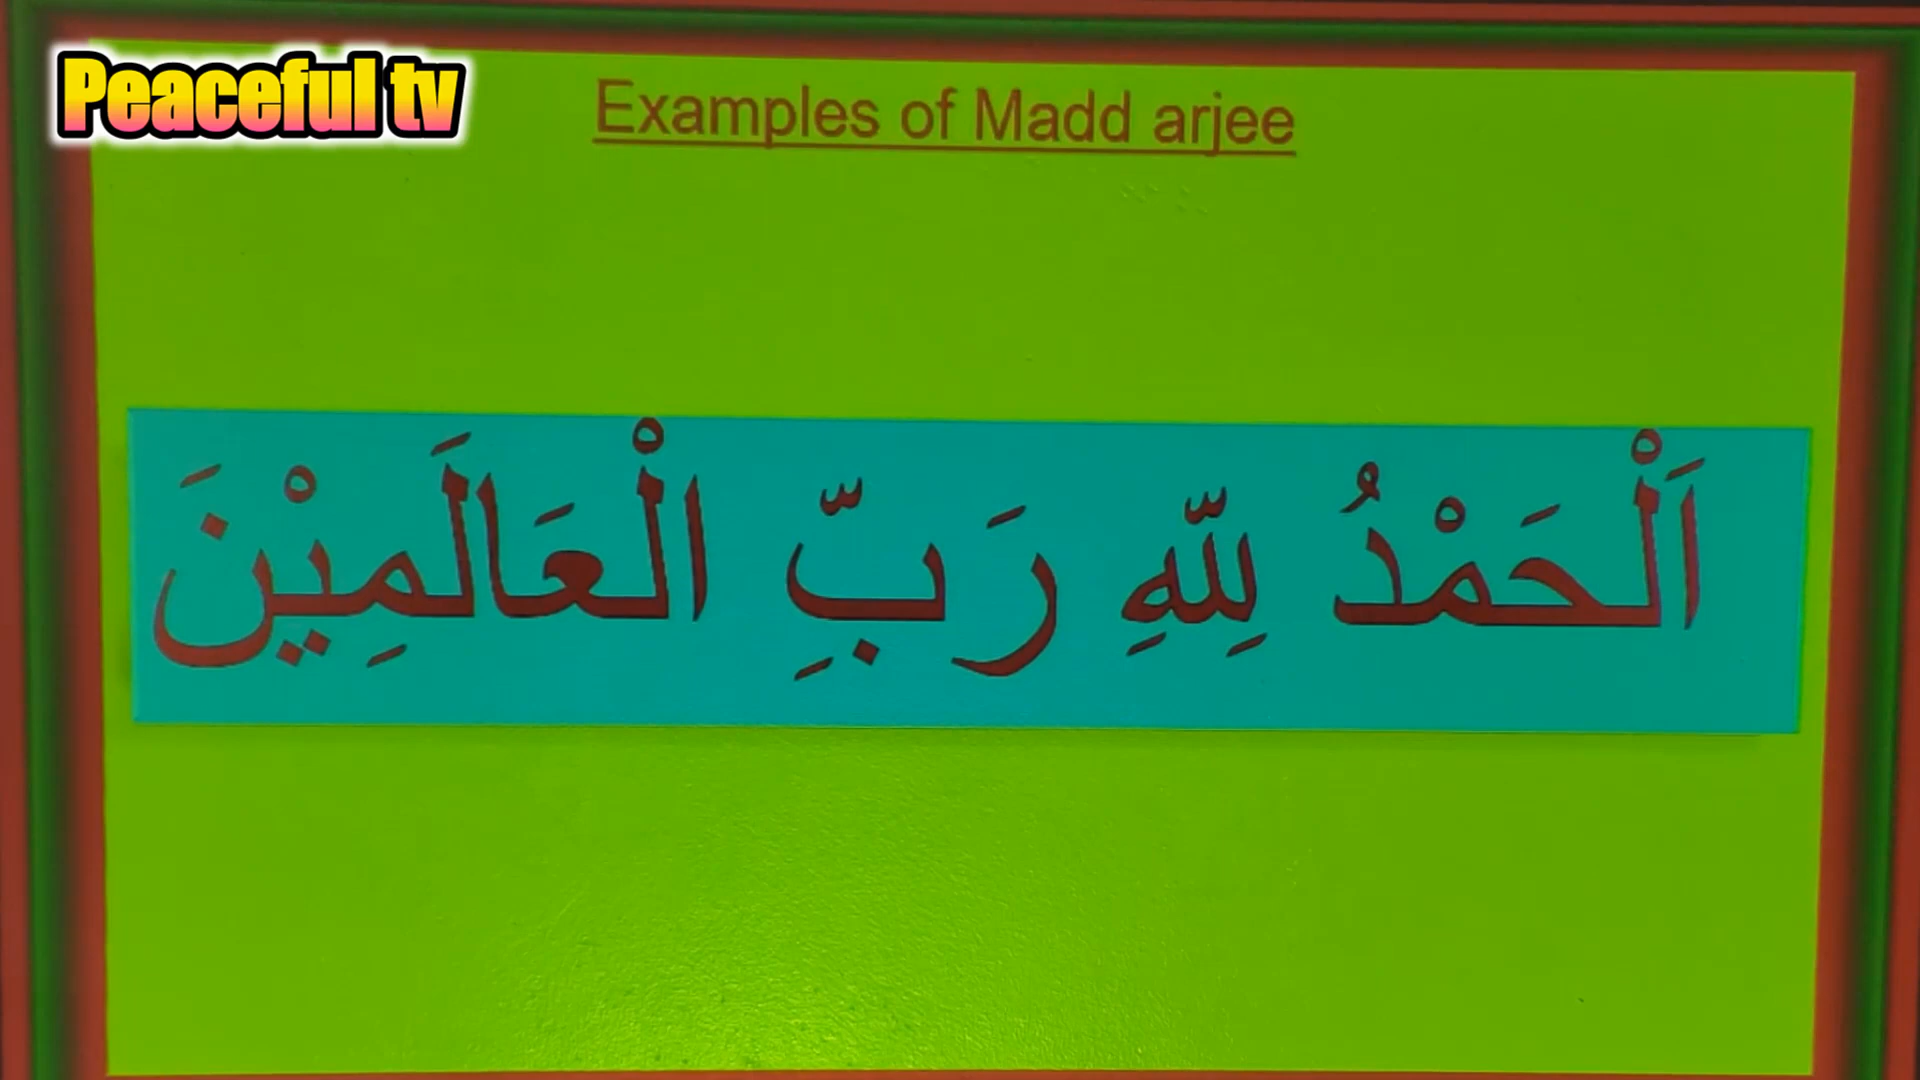 Peaceful tv
Examples of Madd arjee
اَلْحَمْدُ لِلّٰهِ رَبِّ الْعَالَمِيْنَ